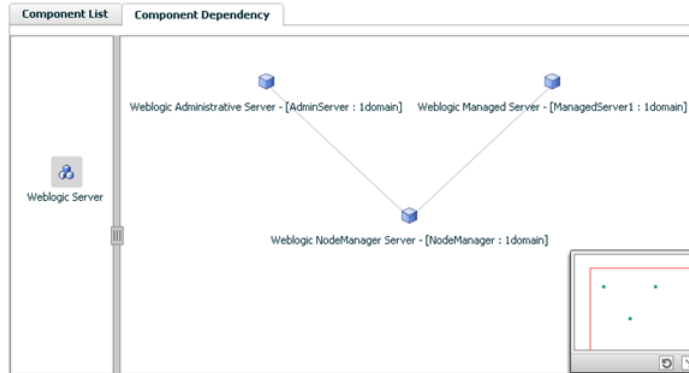 Component List
Component Dependency
Weblogic Administrative Server - [AdminServer : 1domain]
Weblogic Managed Server - [ManagedServer1 : 1domain]
Weblogic Server
Weblogic NodeManager Server - [NodeManager : 1domain]